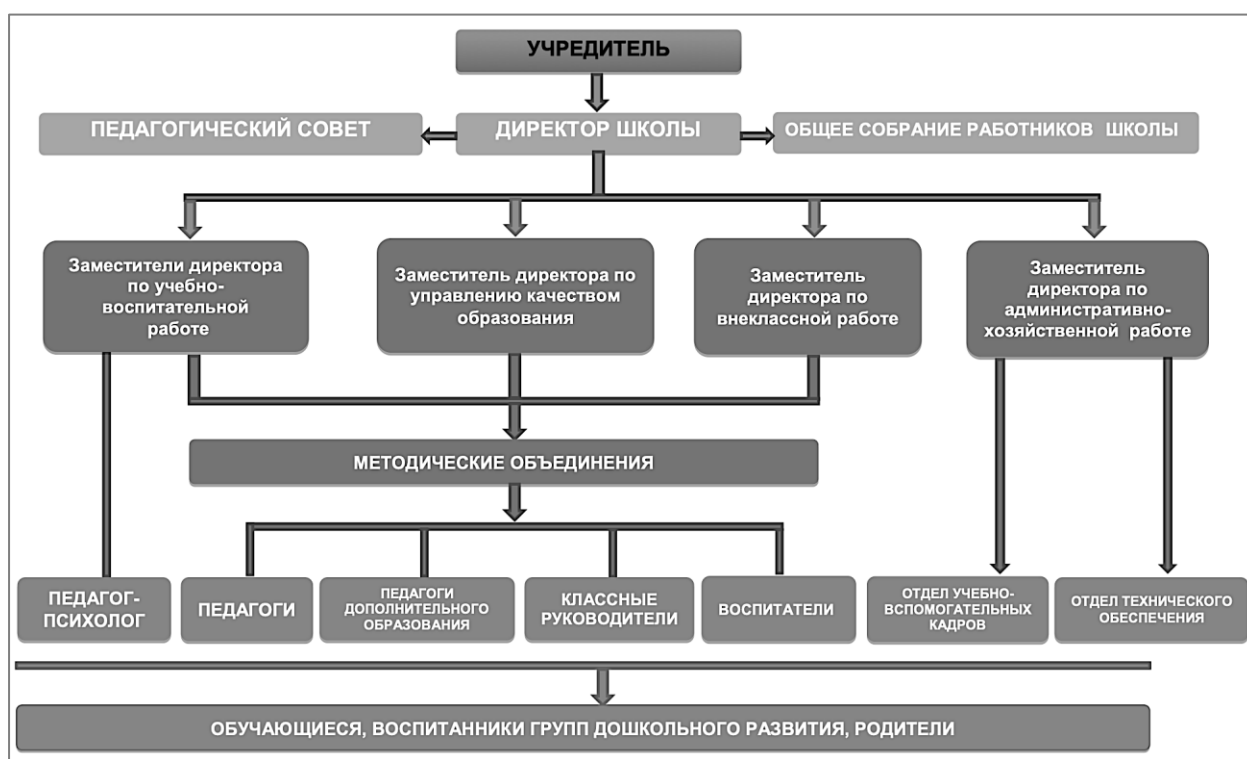 УЧРЕДИТЕЛЬ
ПЕДАГОГИЧЕСКИЙ СОВЕТ
ДИРЕКТОР ШКОЛЫ
ОБЩЕЕ СОБРАНИЕ РАБОТНИКОВ ШКОЛЫ
Заместители директора
по учебно-
воспитательной
работе
Заместитель директора по
управлению качеством
образования
Заместитель
директора по
внеклассной работе
Заместитель
директора по
административно-
хозяйственной работе
МЕТОДИЧЕСКИЕ ОБЪЕДИНЕНИЯ
ПЕДАГОГ-
ПСИХОЛОГ
ПЕДАГОГИ
ПЕДАГОГИ
ДОПОЛНИТЕЛЬНОГО
ОБРАЗОВАНИЯ
КЛАССНЫЕ
РУКОВОДИТЕЛИ
ВОСПИТАТЕЛИ
ОТДЕЛ УЧЕБНО-
ВСПОМОГАТЕЛЬНЫХ
КАДРОВ
ОТДЕЛ ТЕХНИЧЕСКОГО
ОБЕСПЕЧЕНИЯ
ОБУЧАЮЩИЕСЯ, ВОСПИТАННИКИ ГРУПП ДОШКОЛЬНОГО РАЗВИТИЯ, РОДИТЕЛИ